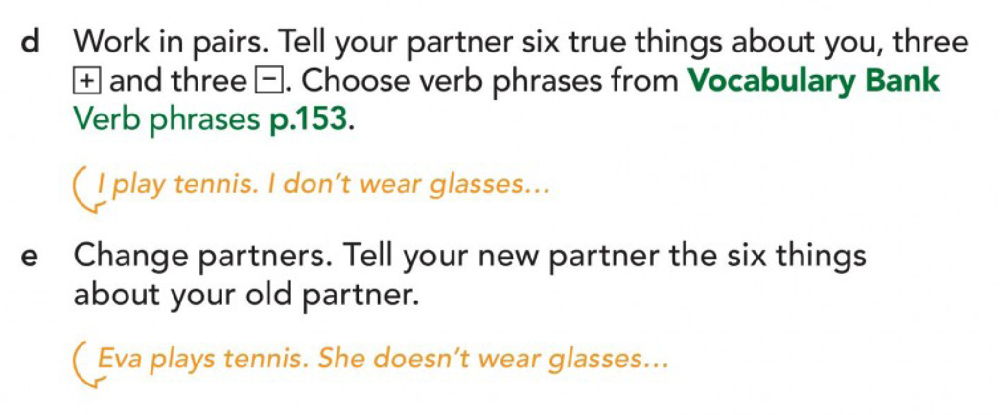 d Work in pairs. Tell your partner six true things about you, three
+ and three –. Choose verb phrases from Vocabulary Bank
Verb phrases p.153.
I play tennis. I don't wear glasses...
e Change partners. Tell your new partner the six things
about your old partner.
Eva plays tennis. She doesn't wear glasses...